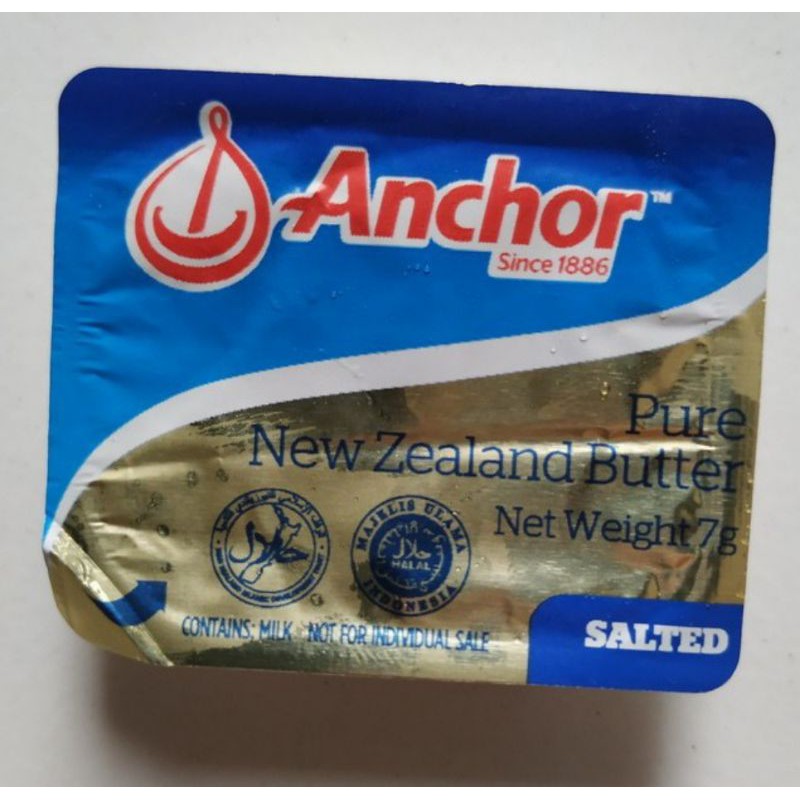 Anchor™
Since 1886
Pure
New Zealand Butter
Net Weight 7g
MAJELIS ULAMA
حلال
HALAL
INDONESIA
CONTAINS: MILK NOT FOR INDIVIDUAL SALE
SALTED